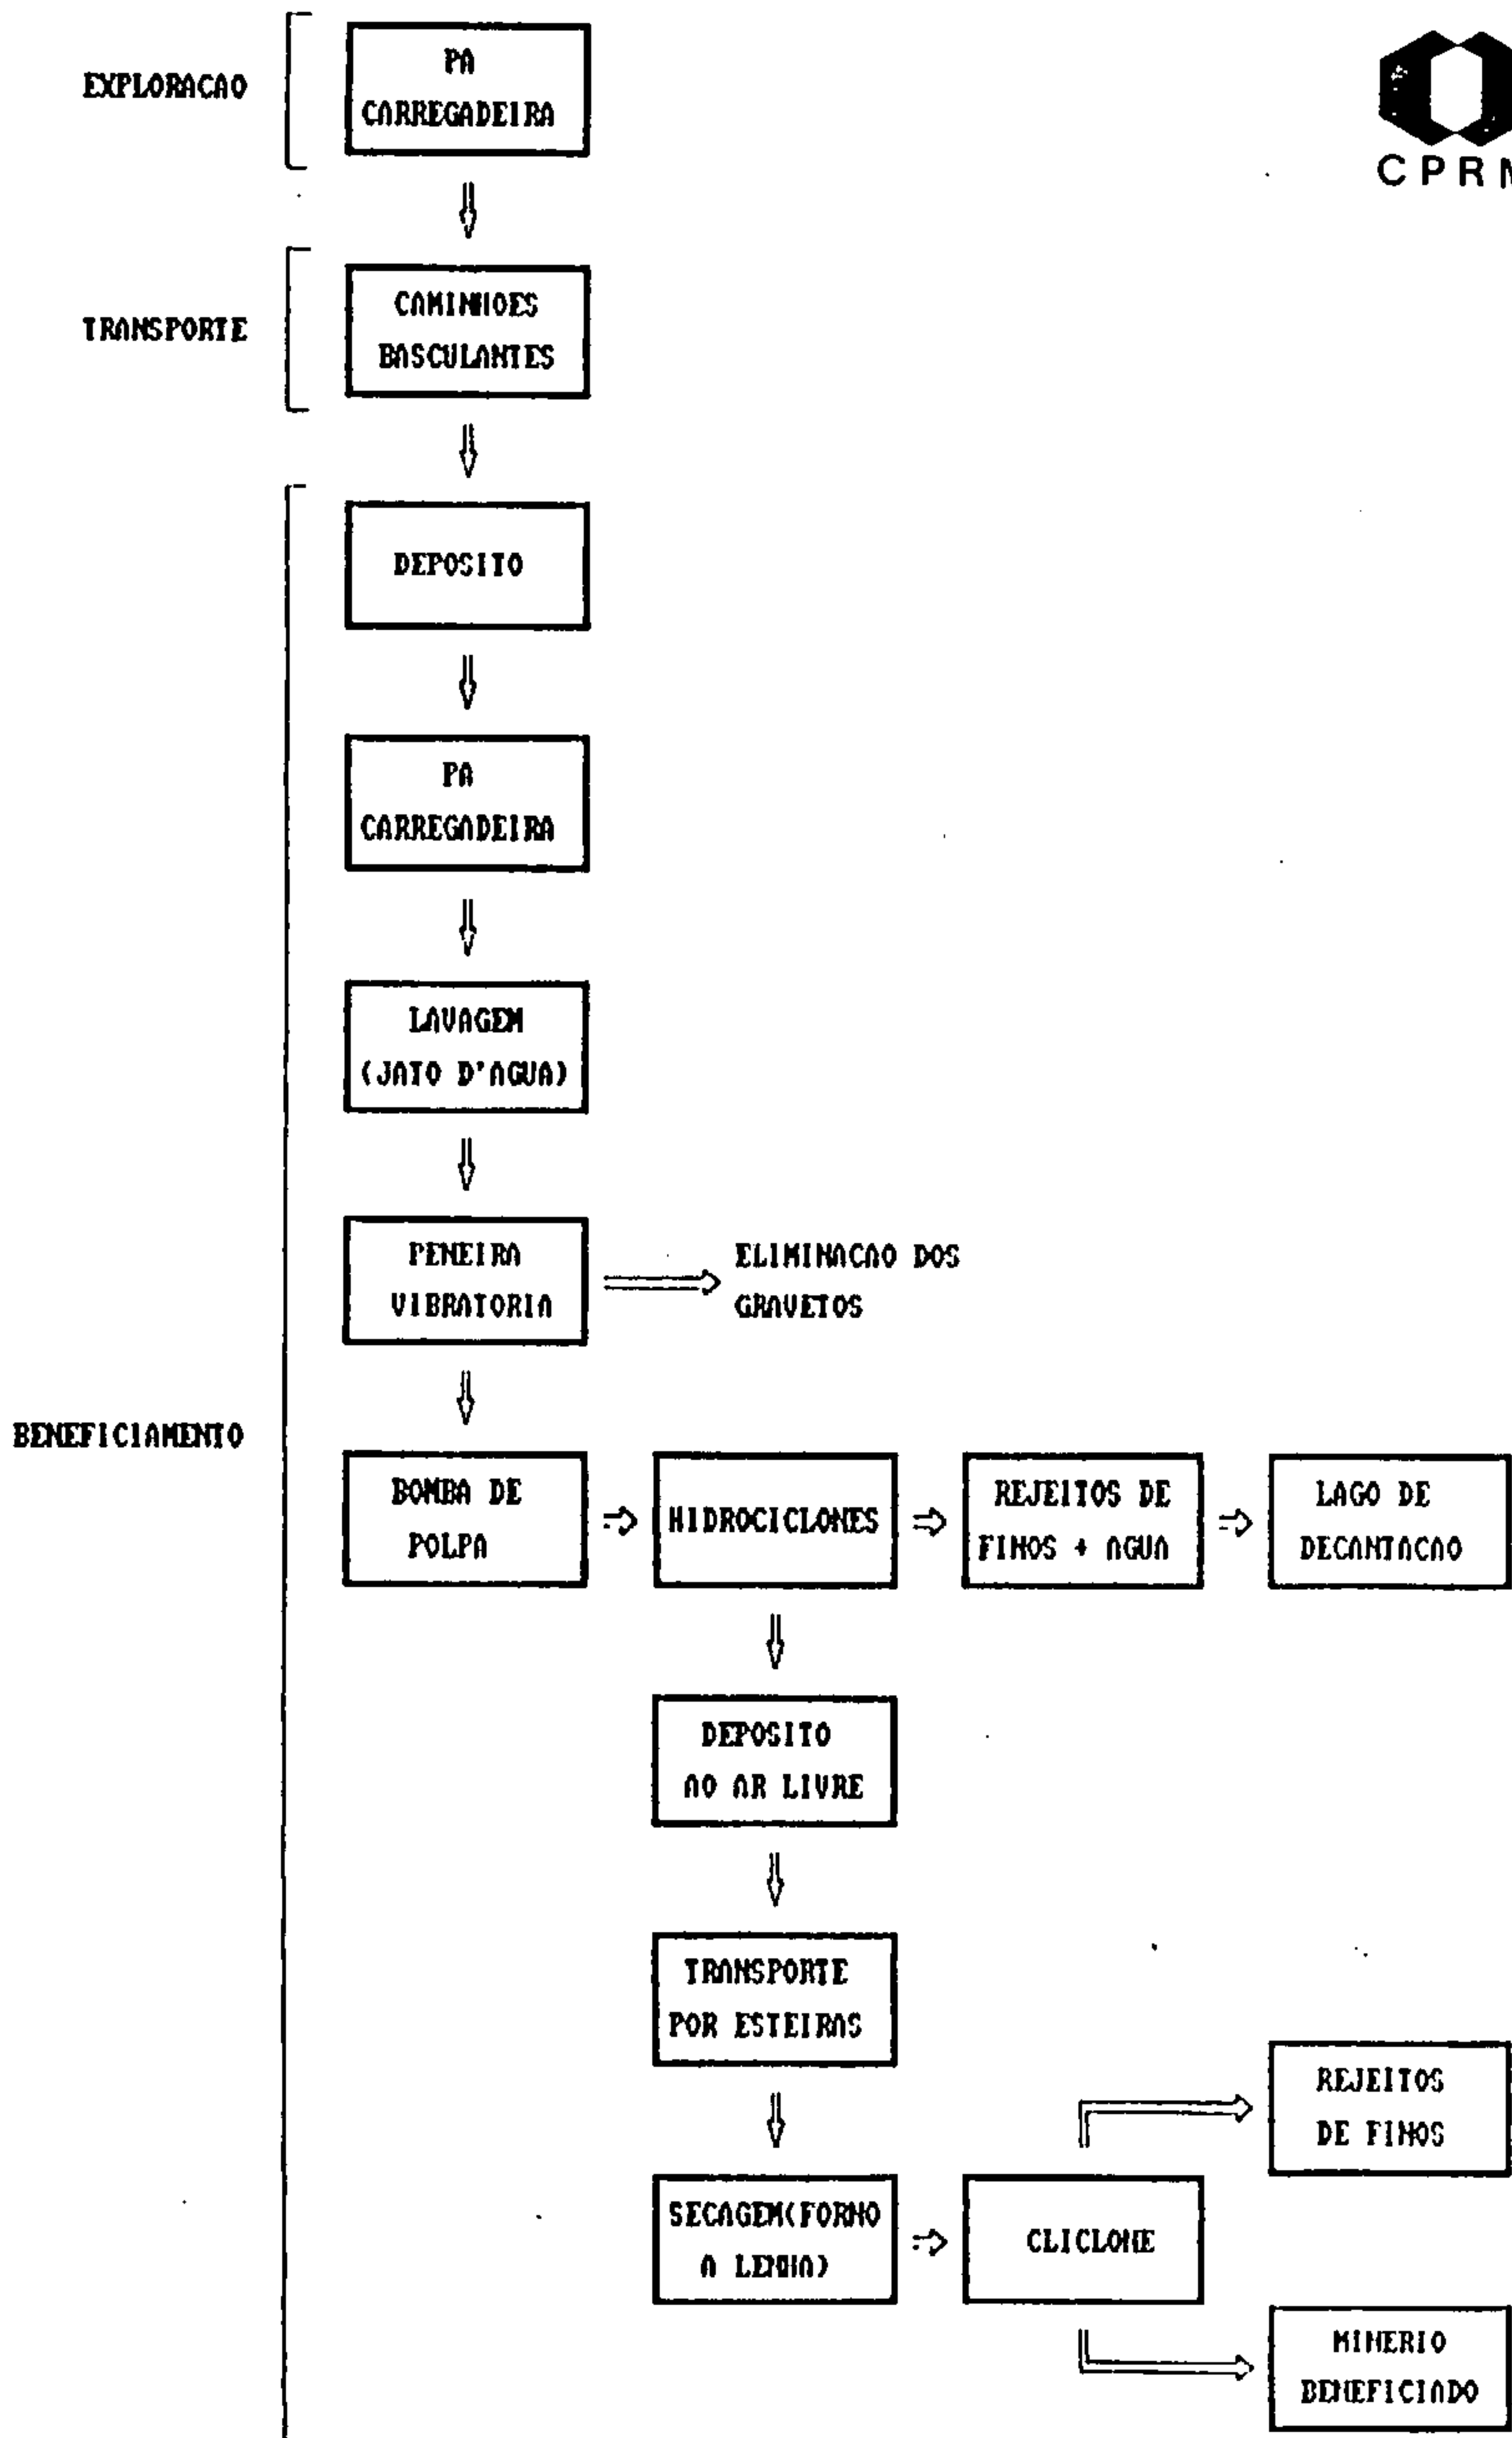 EXPLORACAO
PA
CARREGADEIRA
CPRM
TRANSPORTE
CAMINHOES
BASCULANTES
DEPOSITO
PA
CARREGADEIRA
LAVAGEM
(JATO D'AGUA)
PENEIRA
VIBRATORIA
ELIMINACAO DOS
GRAVETOS
BENEFICIAMENTO
BOMBA DE
POLPA
HIDROCICLONES
REJEITOS DE
FINOS + AGUA
LAGO DE
DECANTACAO
DEPOSITO
AO AR LIVRE
TRANSPORTE
POR ESTEIRAS
SECAGEM(FORNO
A LENHA)
CLICLONE
REJEITOS
DE FINOS
MINERIO
BENEFICIADO